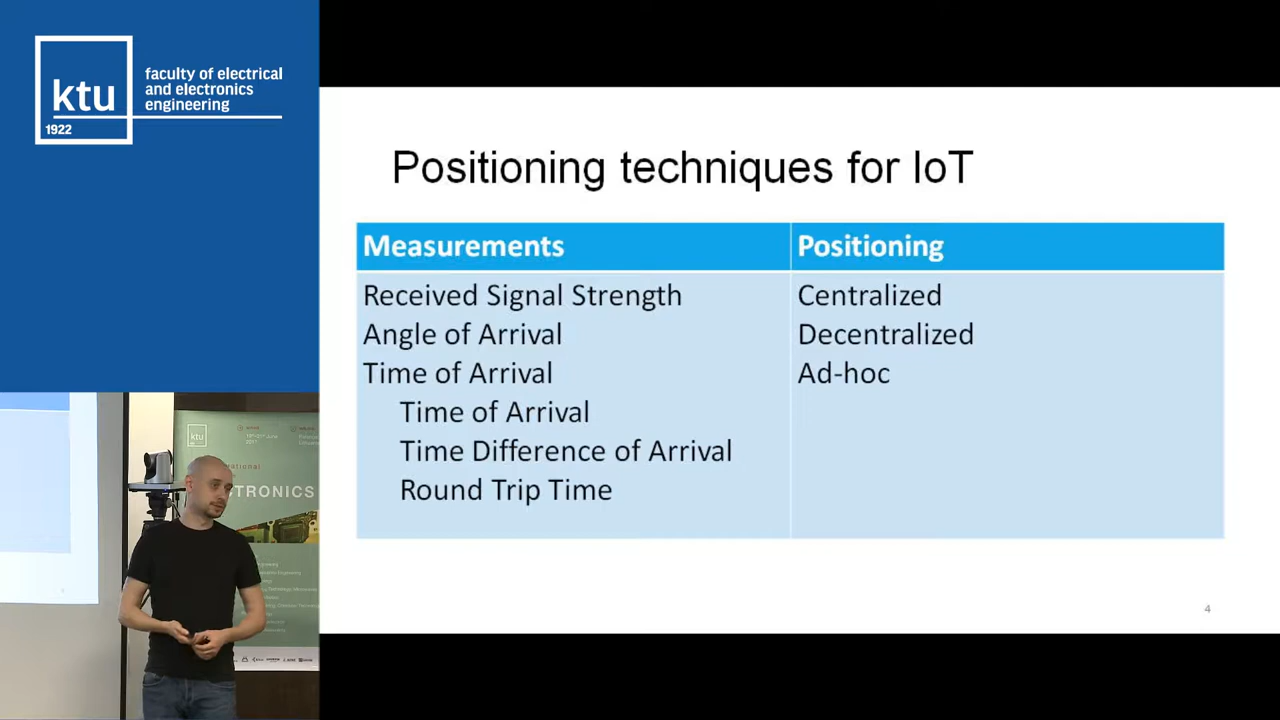 ktu
1922
faculty of electrical
and electronics
engineering
Positioning techniques for IoT
Measurements
Positioning
Received Signal Strength
Angle of Arrival
Time of Arrival
Time of Arrival
Time Difference of Arrival
Round Trip Time
Centralized
Decentralized
Ad-hoc
4
ktu